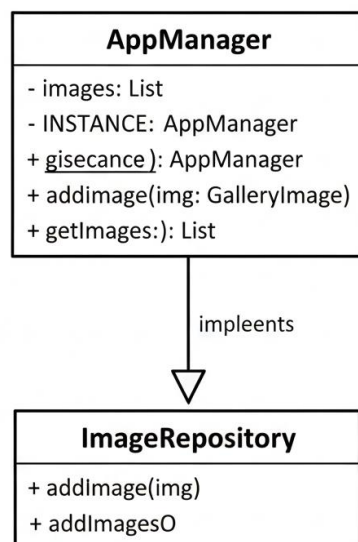 AppManager
- images: List
- INSTANCE: AppManager
+ gisecance ): AppManager
+ addimage(img: GalleryImage)
+ getImages:): List
impleents
ImageRepository
+ addImage(img)
+ addImagesO